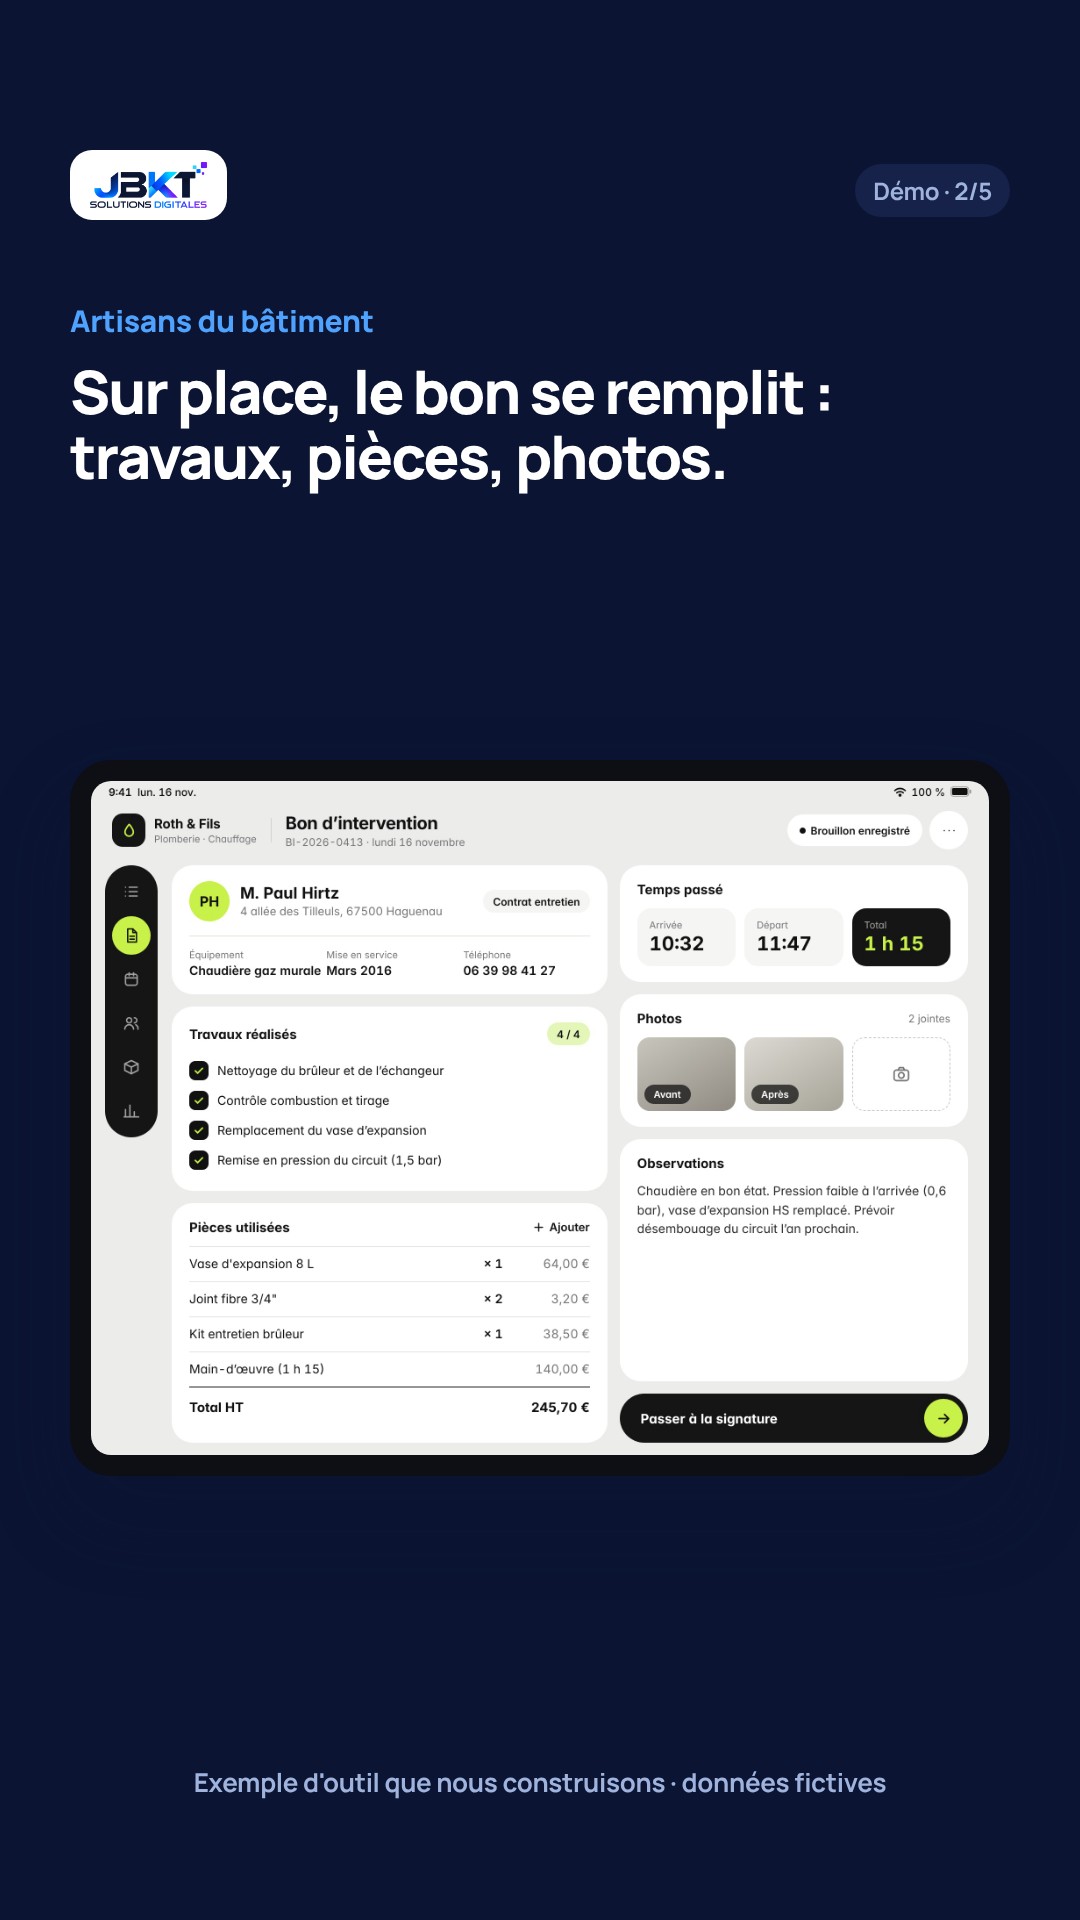 JBKT
SOLUTIONS DIGITALES
Démo · 2/5
Artisans du bâtiment
Sur place, le bon se remplit :
travaux, pièces, photos.
9:41 lun. 16 nov.
100 %
Roth & Fils
Plomberie · Chauffage
Bon d’intervention
BI-2026-0413 · lundi 16 novembre
Brouillon enregistré
PH
M. Paul Hirtz
4 allée des Tilleuls, 67500 Haguenau
Contrat entretien
Équipement
Chaudière gaz murale
Mise en service
Mars 2016
Téléphone
06 39 98 41 27
Travaux réalisés
4 / 4
Nettoyage du brûleur et de l’échangeur
Contrôle combustion et tirage
Remplacement du vase d’expansion
Remise en pression du circuit (1,5 bar)
Pièces utilisées
+ Ajouter
Vase d'expansion 8 L × 1 64,00 €
Joint fibre 3/4" × 2 3,20 €
Kit entretien brûleur × 1 38,50 €
Main-d’œuvre (1 h 15) 140,00 €
Total HT 245,70 €
Temps passé
Arrivée
10:32
Départ
11:47
Total
1 h 15
Photos
2 jointes
Avant
Après
Observations
Chaudière en bon état. Pression faible à l’arrivée (0,6
bar), vase d’expansion HS remplacé. Prévoir
désembouage du circuit l’an prochain.
Passer à la signature
Exemple d'outil que nous construisons · données fictives